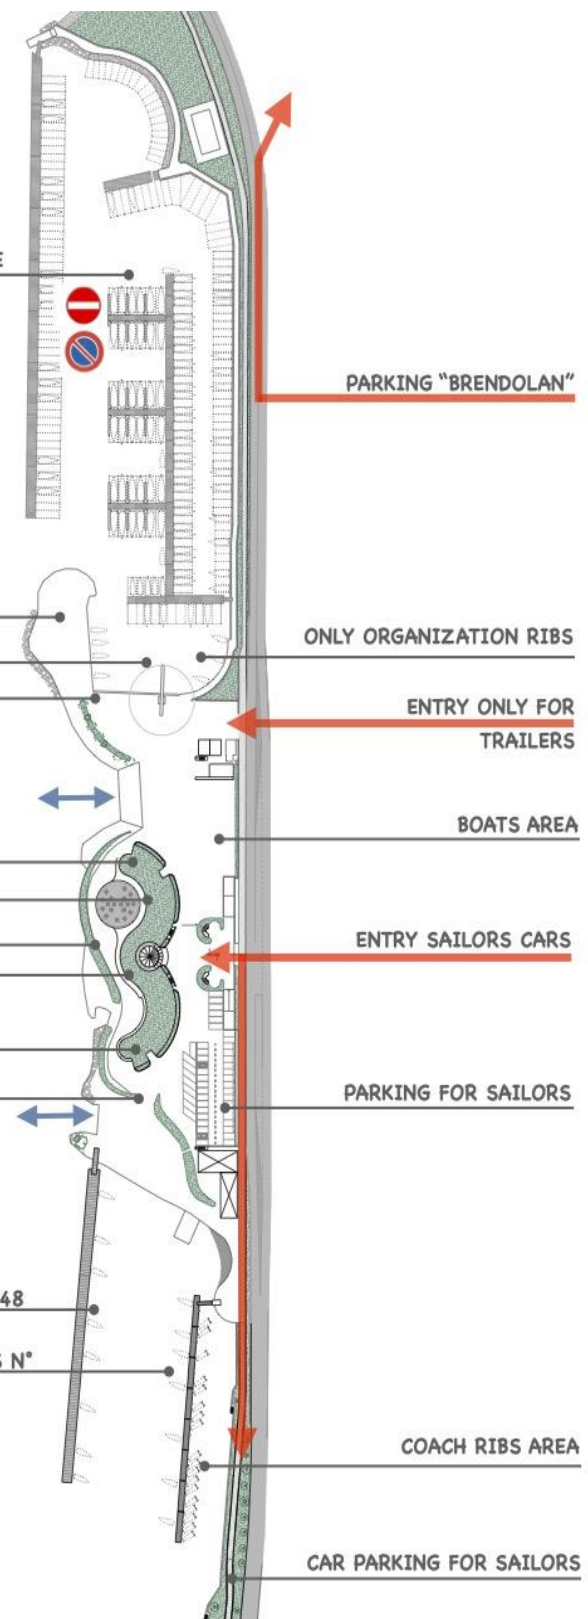 E
PARKING "BRENDOLAN"
ONLY ORGANIZATION RIBS
ENTRY ONLY FOR
TRAILERS
BOATS AREA
ENTRY SAILORS CARS
PARKING FOR SAILORS
48
N°
COACH RIBS AREA
CAR PARKING FOR SAILORS